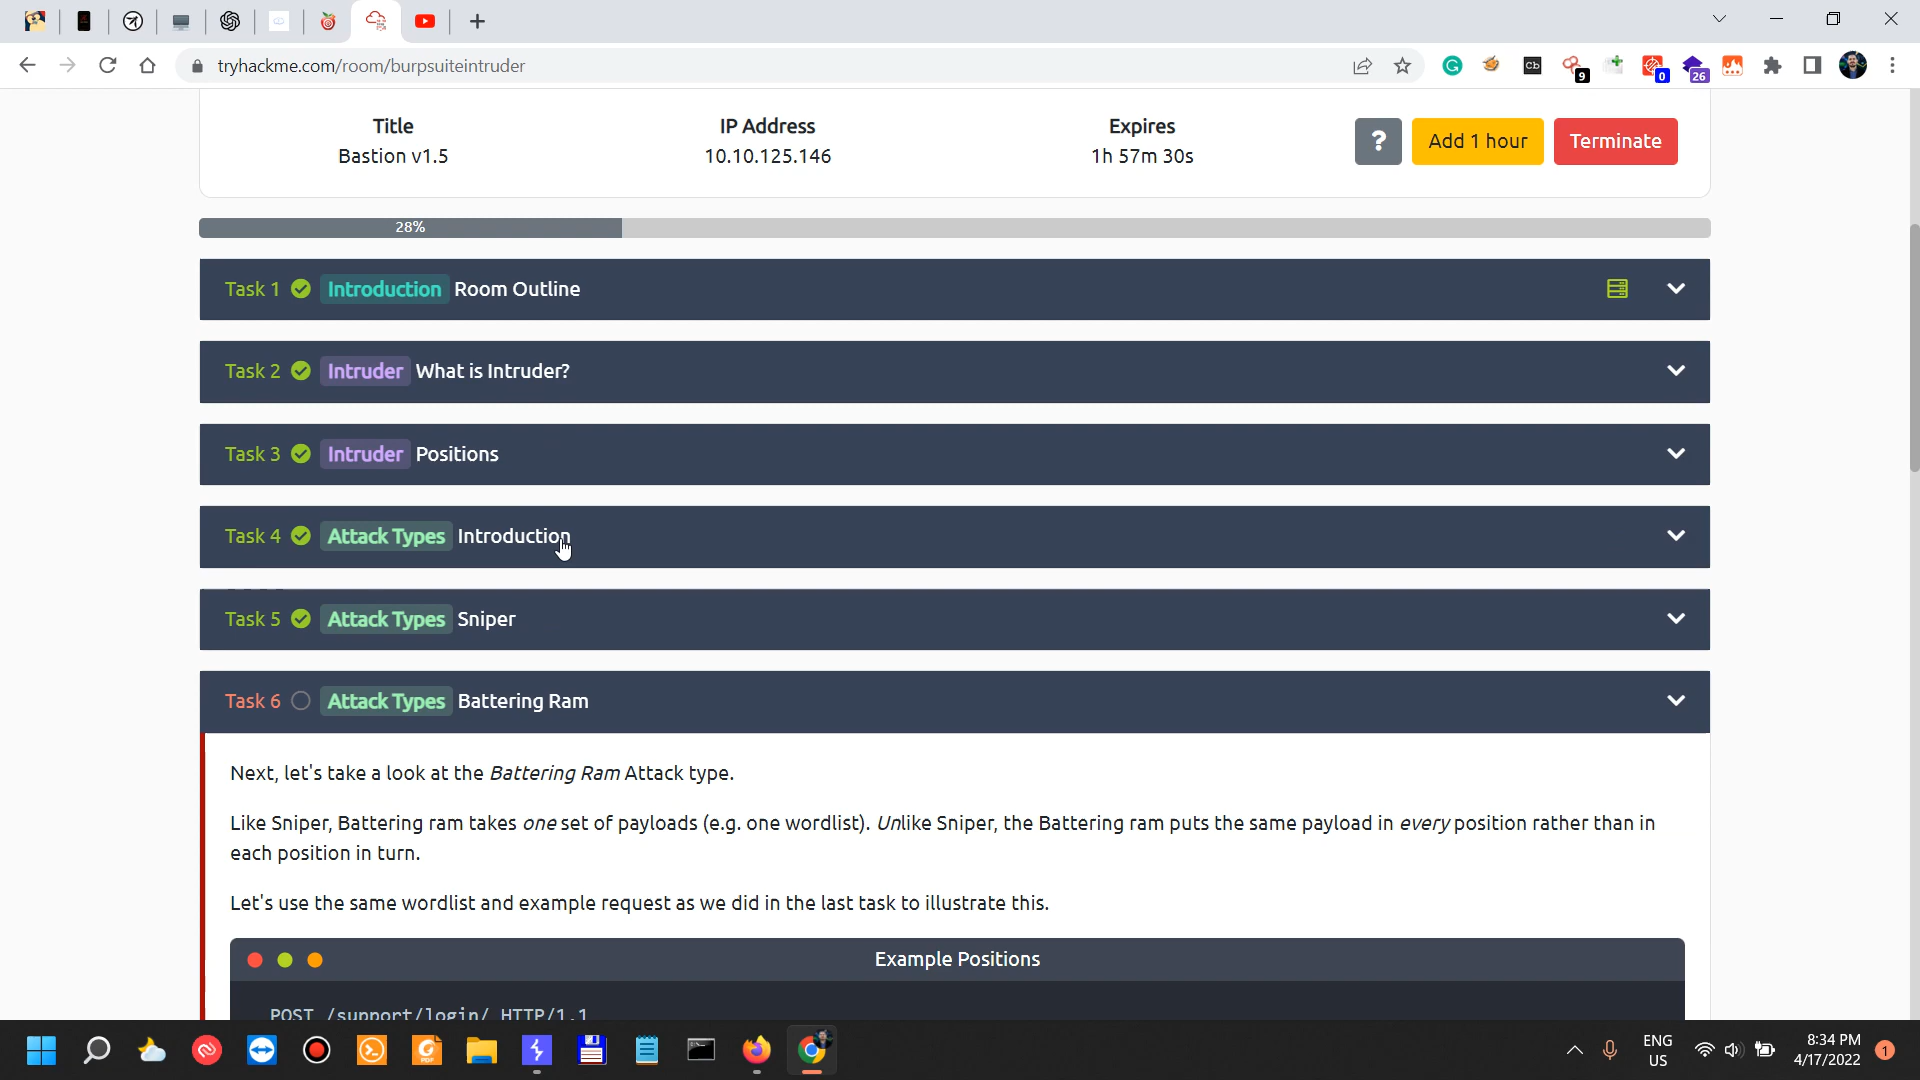 tryhackme.com/room/burpsuiteintruder
Cb
9
0
26
Title
IP Address
Expires
Bastion v1.5
10.10.125.146
1h 57m 30s
?
Add 1 hour
Terminate
28%
Task 1 Introduction Room Outline
Task 2 Intruder What is Intruder?
Task 3 Intruder Positions
Task 4 Attack Types Introduction
Task 5 Attack Types Sniper
Task 6 Attack Types Battering Ram
Next, let's take a look at the Battering Ram Attack type.
Like Sniper, Battering ram takes one set of payloads (e.g. one wordlist). Unlike Sniper, the Battering ram puts the same payload in every position rather than in
each position in turn.
Let's use the same wordlist and example request as we did in the last task to illustrate this.
Example Positions
POST /support/login/ HTTP/1.1
PDF
ENG
US
8:34 PM
4/17/2022
1